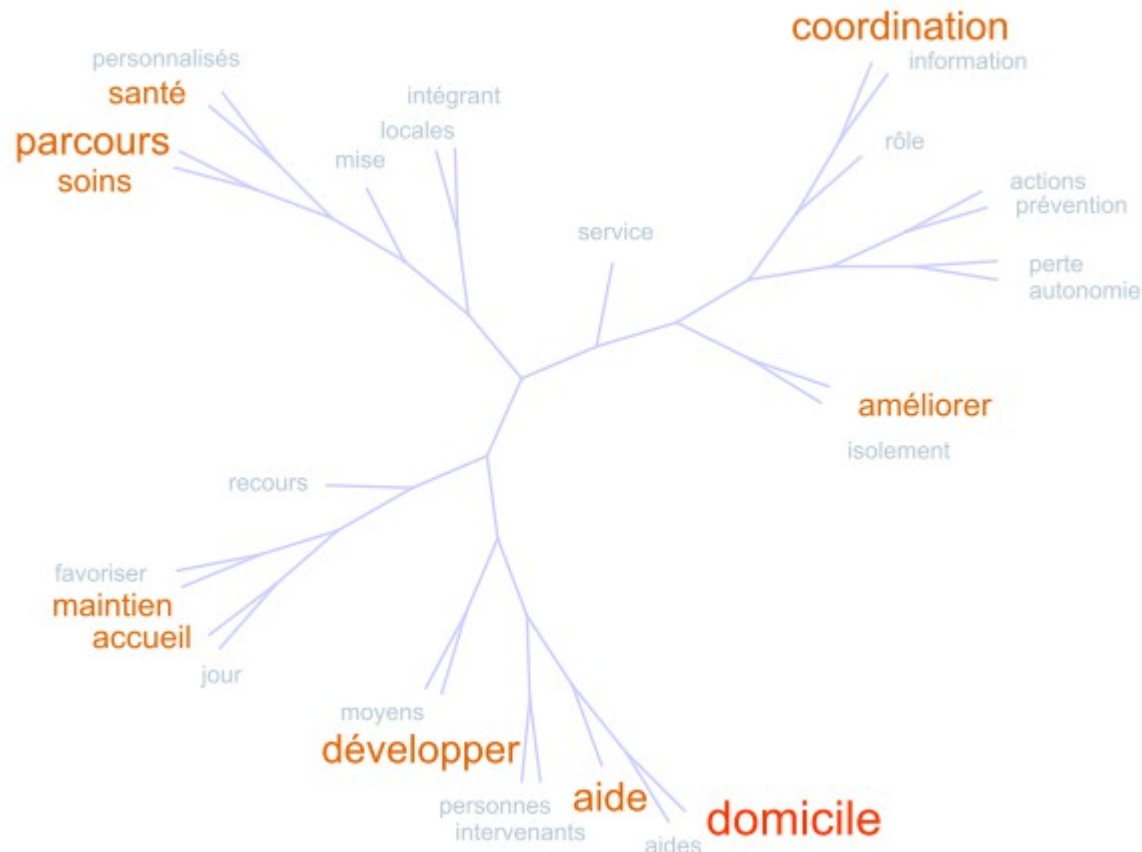 coordination
personnalisés
information
santé
intégrant
parcours
locales
rôle
mise
soins
actions
prévention
service
perte
autonomie
améliorer
isolement
recours
favoriser
maintien
accueil
jour
moyens
développer
personnes
aide
domicile
intervenants
aides